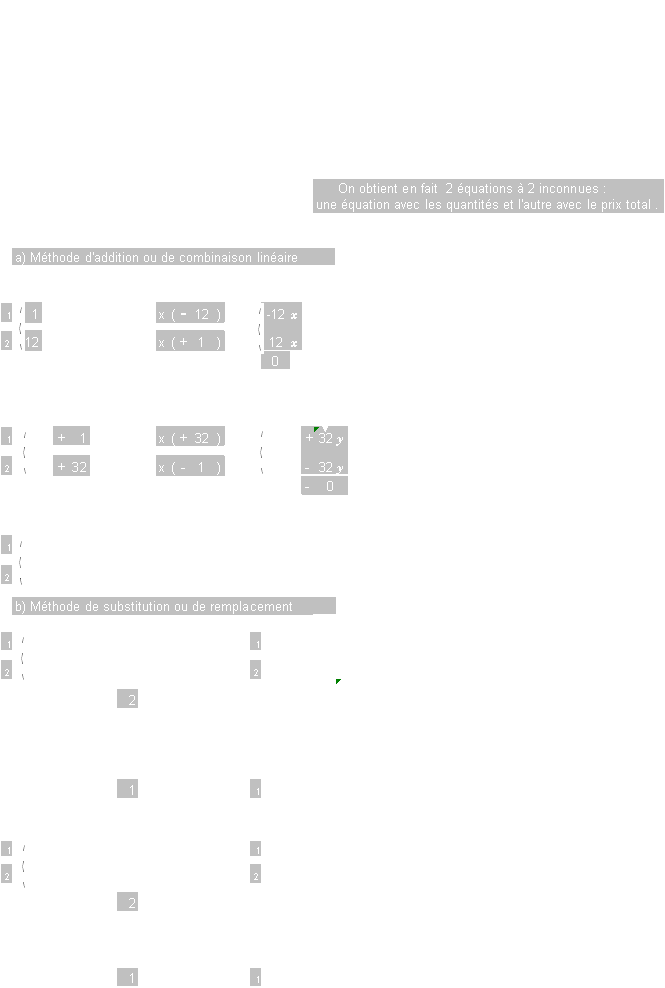 On obtient en fait 2 équations à 2 inconnues :
une équation avec les quantités et l'autre avec le prix total .
a) Méthode d'addition ou de combinaison linéaire
1 ( 1 x ( - 12 ) ( -12 x
2 12 x ( + 1 ) 12 x
0
1 + 1 x ( + 32 ) + 32 y
2 + 32 x ( - 1 ) - 32 y
- 0
1
2
b) Méthode de substitution ou de remplacement
1 1
2 2
2
1 1
1 1
2 2
2
1 1